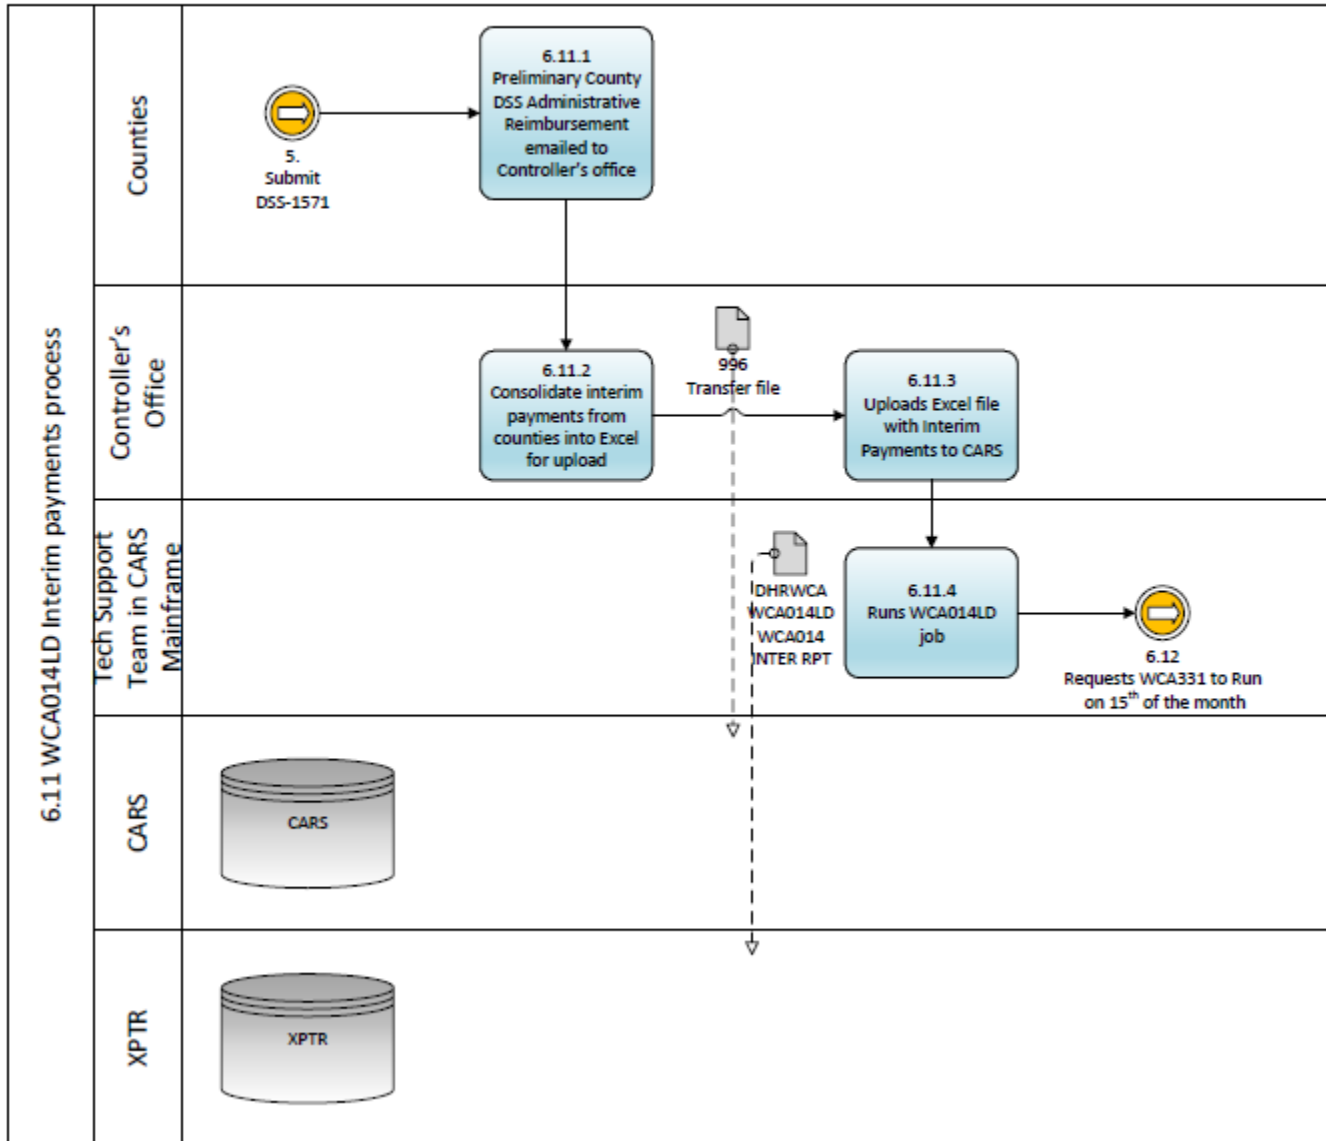 6.11 WCA014LD Interim payments process
Counties
5.
Submit
DSS-1571
6.11.1
Preliminary County
DSS Administrative
Reimbursement
emailed to
Controller's office
Controller's
Office
6.11.2
Consolidate interim
payments from
counties into Excel
for upload
996
Transfer file
6.11.3
Uploads Excel file
with Interim
Payments to CARS
Tech Support
Team in CARS
Mainframe
DHRWCA
WCA014LD
WCA014
INTER RPT
6.11.4
Runs WCA014LD
job
6.12
Requests WCA331 to Run
on 15th of the month
CARS
CARS
XPTR
XPTR